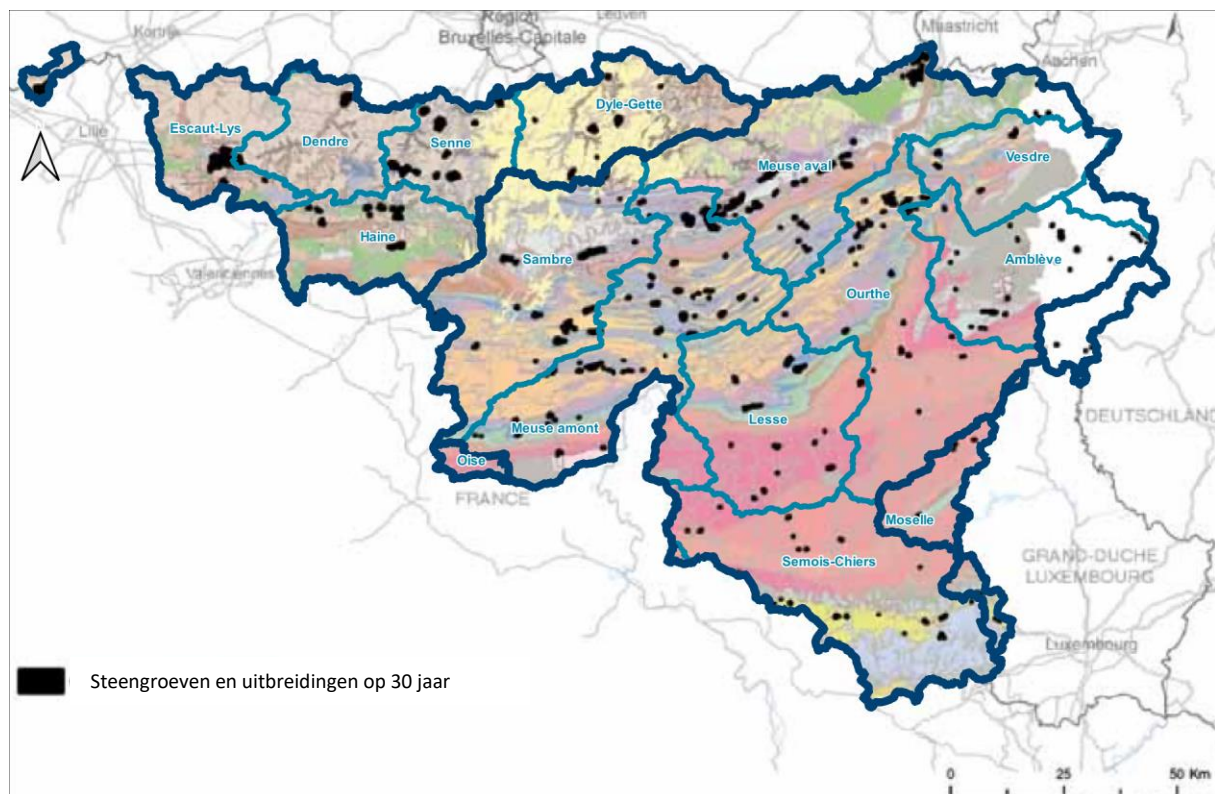 Kortrijk
Région
Bruxelles-Capitale
Leuven
Maastricht
Aachen
Lille
Escaut-Lys
Dendre
Senne
Dyle-Gette
Meuse aval
Vesdre
Haine
Valenciennes
Sambre
Ourthe
Amblève
DEUTSCHLAND
Meuse amont
Lesse
Oise
FRANCE
Moselle
Semois-Chiers
GRAND-DUCHE
LUXEMBOURG
Luxembourg
Steengroeven en uitbreidingen op 30 jaar
0 25 50 Km